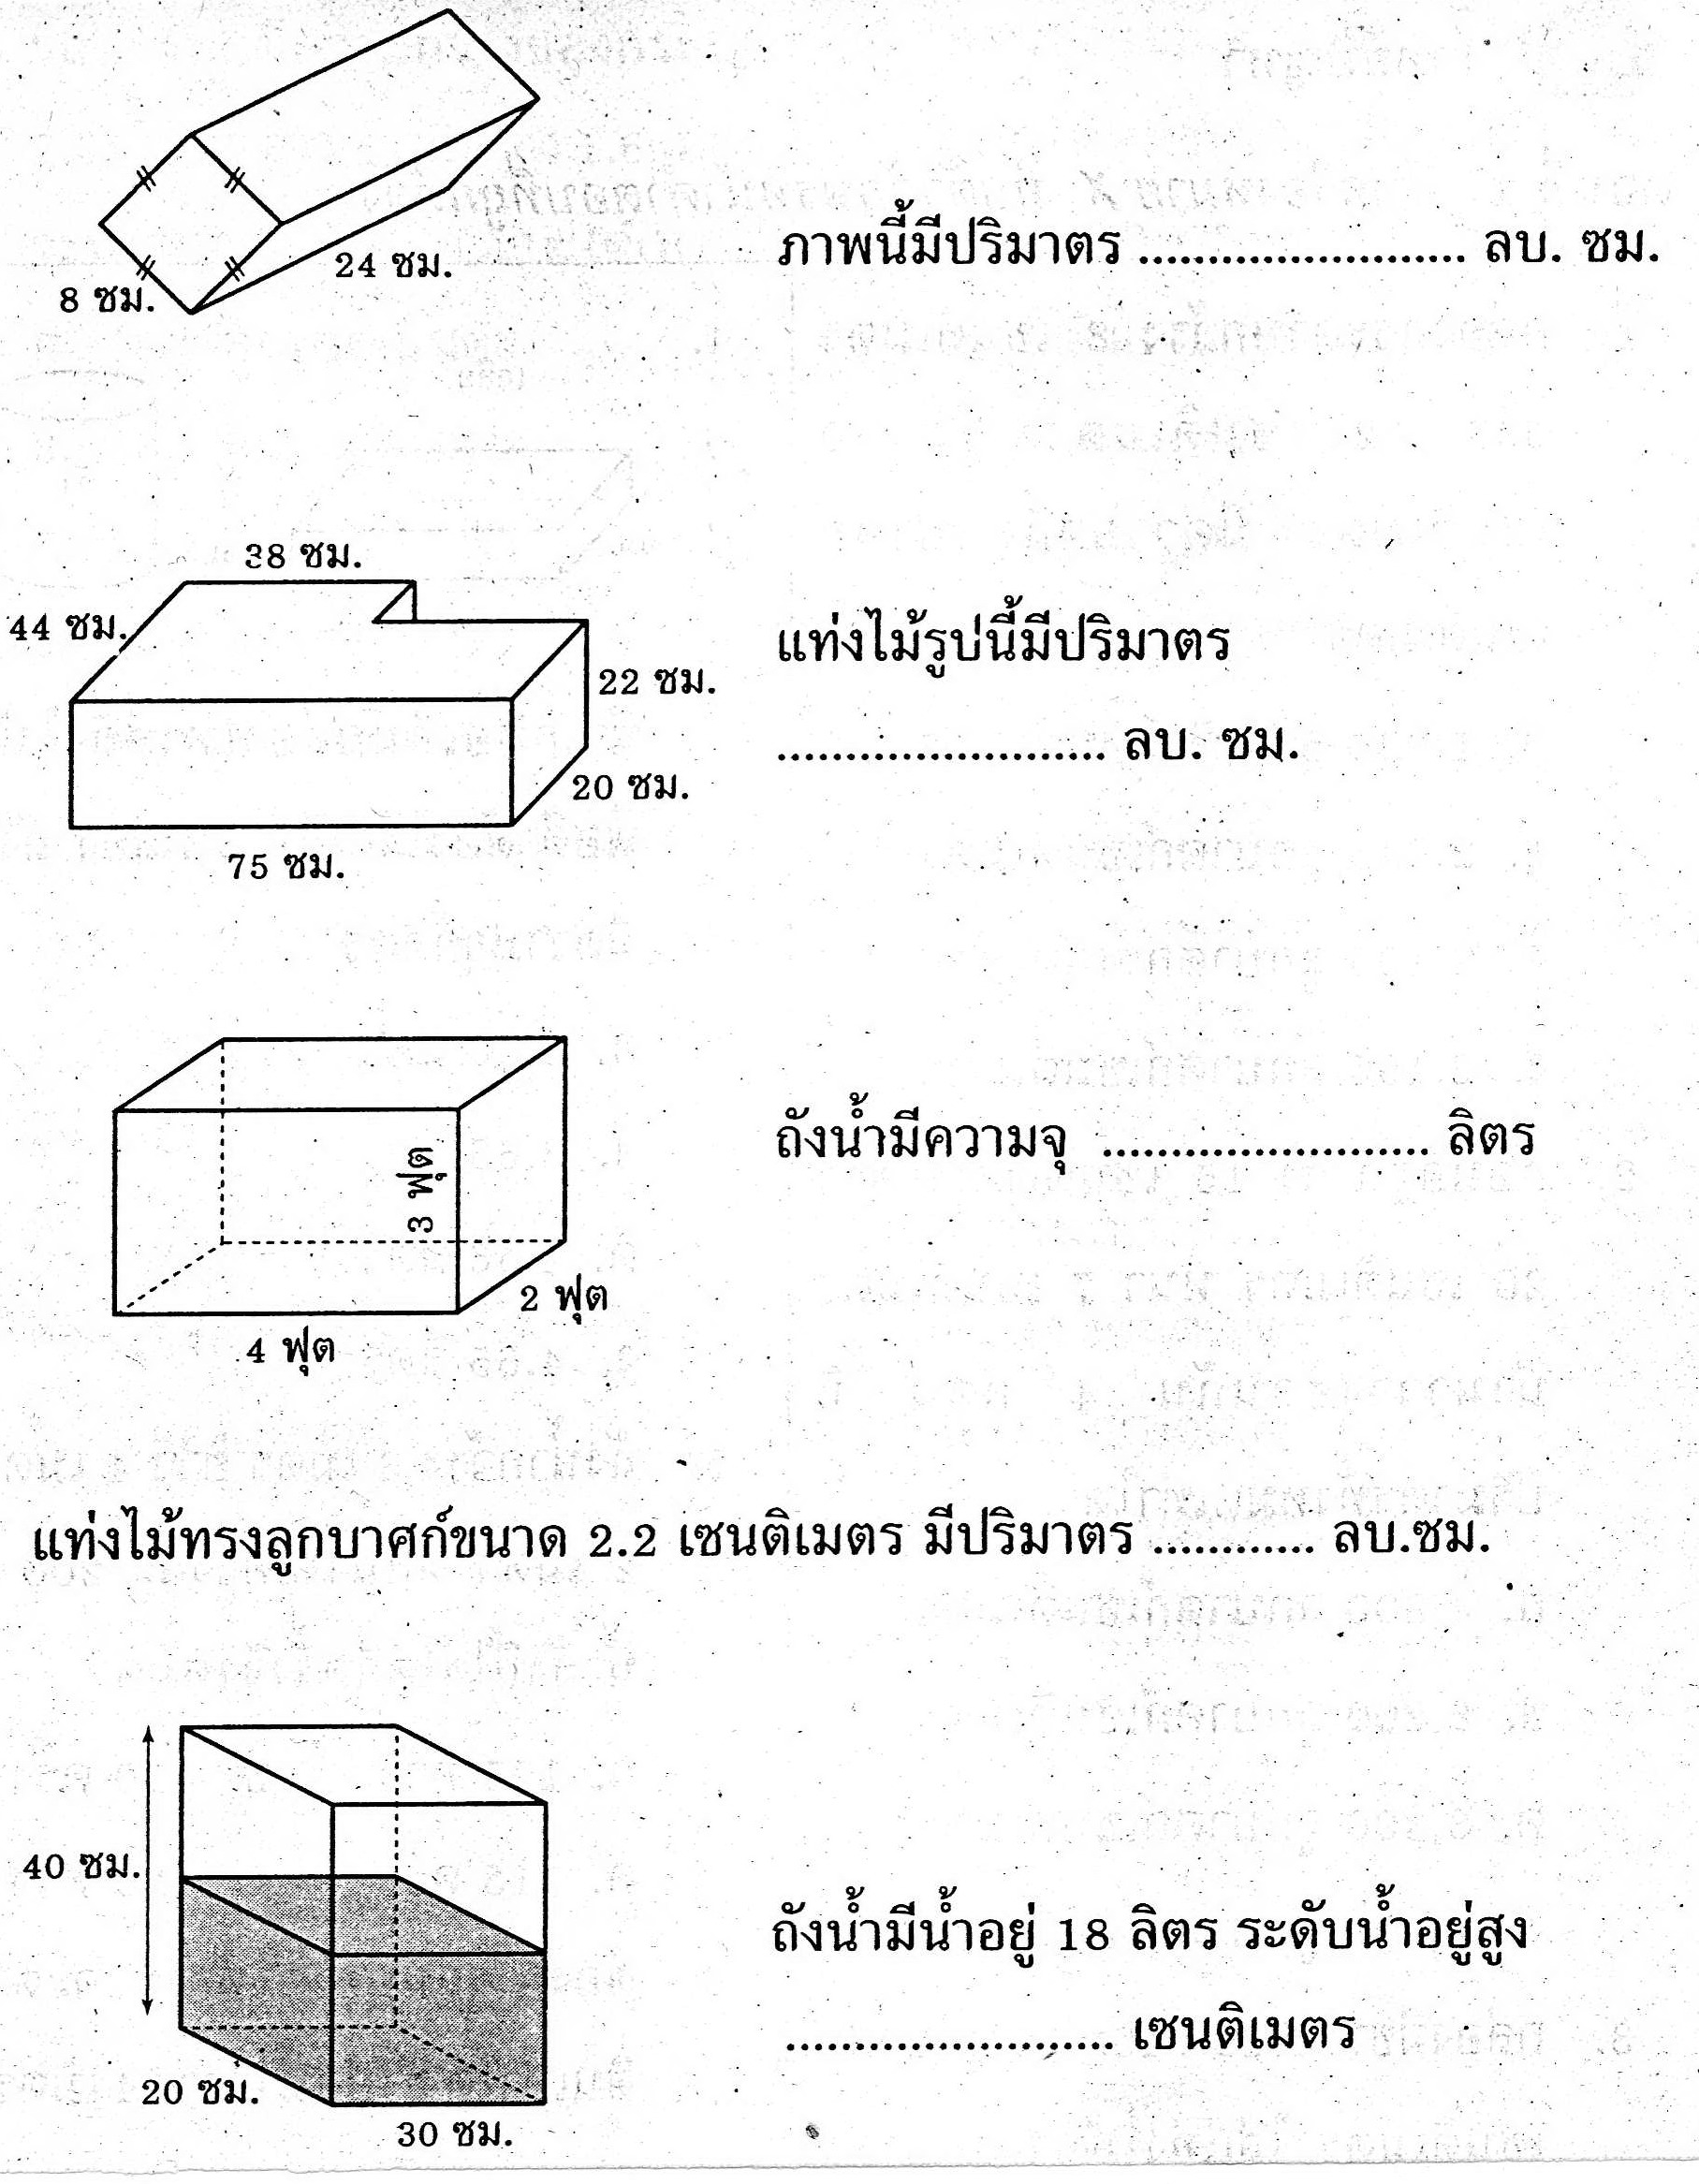 8 ซม.
24 ซม.
ภาพนี้มีปริมาตร ........................ ลบ. ซม.
38 ซม.
44 ซม.
22 ซม.
20 ซม.
75 ซม.
แท่งไม้รูปนี้มีปริมาตร
........................ ลบ. ซม.
3 ฟุต
2 ฟุต
4 ฟุต
ถังน้ำมีความจุ ........................ ลิตร
แท่งไม้ทรงลูกบาศก์ขนาด 2.2 เซนติเมตร มีปริมาตร ............ ลบ.ซม.
40 ซม.
20 ซม.
30 ซม.
ถังน้ำมีน้ำอยู่ 18 ลิตร ระดับน้ำอยู่สูง
........................ เซนติเมตร